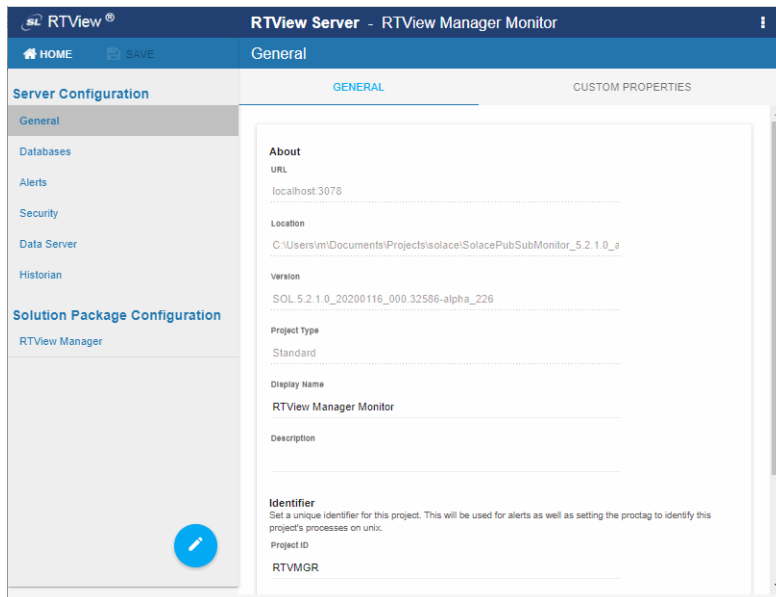 SL RTView ®
RTView Server - RTView Manager Monitor
HOME
SAVE
General
Server Configuration
General
Databases
Alerts
Security
Data Server
Historian
Solution Package Configuration
RTView Manager
GENERAL
CUSTOM PROPERTIES
About
URL
localhost:3078
Location
C:\Users\m\Documents\Projects\solace\SolacePubSubMonitor_5.2.1.0_a
Version
SOL.5.2.1.0_20200116_000.32586-alpha_226
Project Type
Standard
Display Name
RTView Manager Monitor
Description
Identifier
Set a unique identifier for this project. This will be used for alerts as well as setting the proctag to identify this
project's processes on unix.
Project ID
RTVMGR